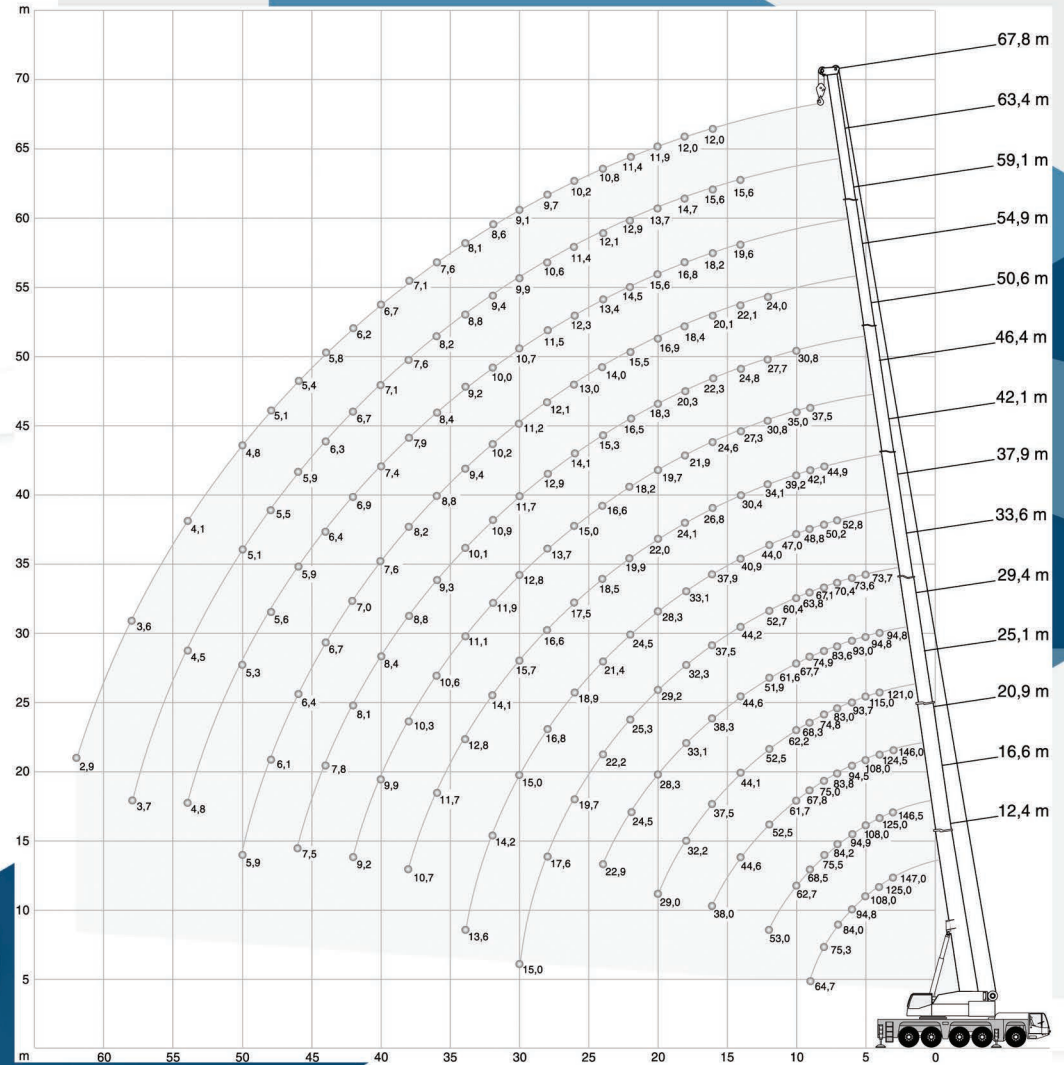 m
70
65
60
55
50
45
40
35
30
25
20
15
10
5
m 60 55 50 45 40 35 30 25 20 15 10 5 0
67,8 m
63,4 m
59,1 m
54,9 m
50,6 m
46,4 m
42,1 m
37,9 m
33,6 m
29,4 m
25,1 m
20,9 m
16,6 m
12,4 m
2,9 3,6 4,1 4,8 5,1 5,4 5,8 6,2 6,7 7,1 7,6 8,1 8,6 9,1 9,7 10,2 10,8 11,4 11,9 12,0 12,0
3,7 4,5 5,1 5,5 5,9 6,3 6,7 7,1 7,6 8,2 8,8 9,4 9,9 10,6 11,4 12,1 12,9 13,7 14,7 15,6 15,6
4,8 5,3 5,6 5,9 6,4 6,9 7,4 7,9 8,4 9,2 10,0 10,7 11,5 12,3 13,4 14,5 15,6 16,8 18,2 19,6
5,9 6,1 6,4 6,7 7,0 7,6 8,2 8,8 9,4 10,2 11,2 12,1 13,0 14,0 15,5 16,9 18,4 20,1 22,1 24,0
7,5 7,8 8,1 8,4 8,8 9,3 10,1 10,9 11,7 12,9 14,1 15,3 16,5 18,3 20,3 22,3 24,8 27,7 30,8
9,2 9,9 10,3 10,6 11,1 11,9 12,8 13,7 15,0 16,6 18,2 19,7 21,9 24,6 27,3 30,8 35,0 37,5
10,7 11,7 12,8 14,1 15,7 16,6 17,5 18,5 19,9 22,0 24,1 26,8 30,4 34,1 39,2 42,1 44,9
13,6 14,2 15,0 16,8 18,9 21,4 24,5 28,3 33,1 37,9 40,9 44,0 47,0 48,8 50,2 52,8
15,0 17,6 19,7 22,2 25,3 29,2 32,3 37,5 44,2 52,7 60,4 63,8 67,1 70,4 73,6 73,7
22,9 24,5 28,3 33,1 38,3 44,6 51,9 61,6 67,7 74,9 83,6 93,0 94,8 94,8
29,0 32,2 37,5 44,1 52,5 62,2 68,3 74,8 83,0 93,7 115,0 121,0
38,0 44,6 52,5 61,7 67,8 75,0 83,8 94,5 108,0 124,5 146,0
53,0 62,7 68,5 75,5 84,2 94,9 108,0 125,0 146,5
64,7 75,3 84,0 94,8 108,0 125,0 147,0